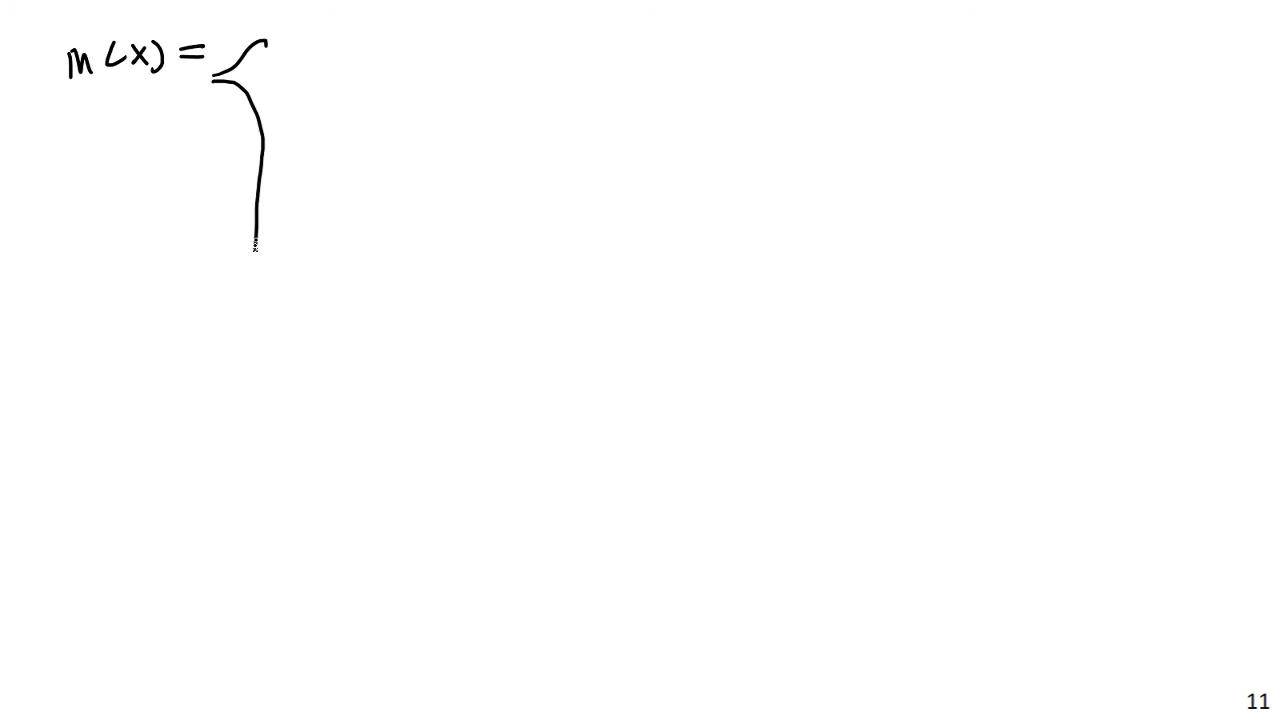 m(x) = {
11